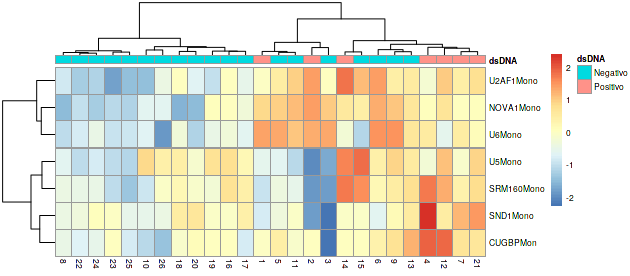 dsDNA
dsDNA
Negativo
Positivo
U2AF1Mono
NOVA1Mono
U6Mono
U5Mono
SRM160Mono
SND1Mono
CUGBPMon
2
1
0
-1
-2
8 22 24 23 25 10 26 18 20 19 16 17 1 5 11 2 3 14 15 6 9 13 4 12 7 21